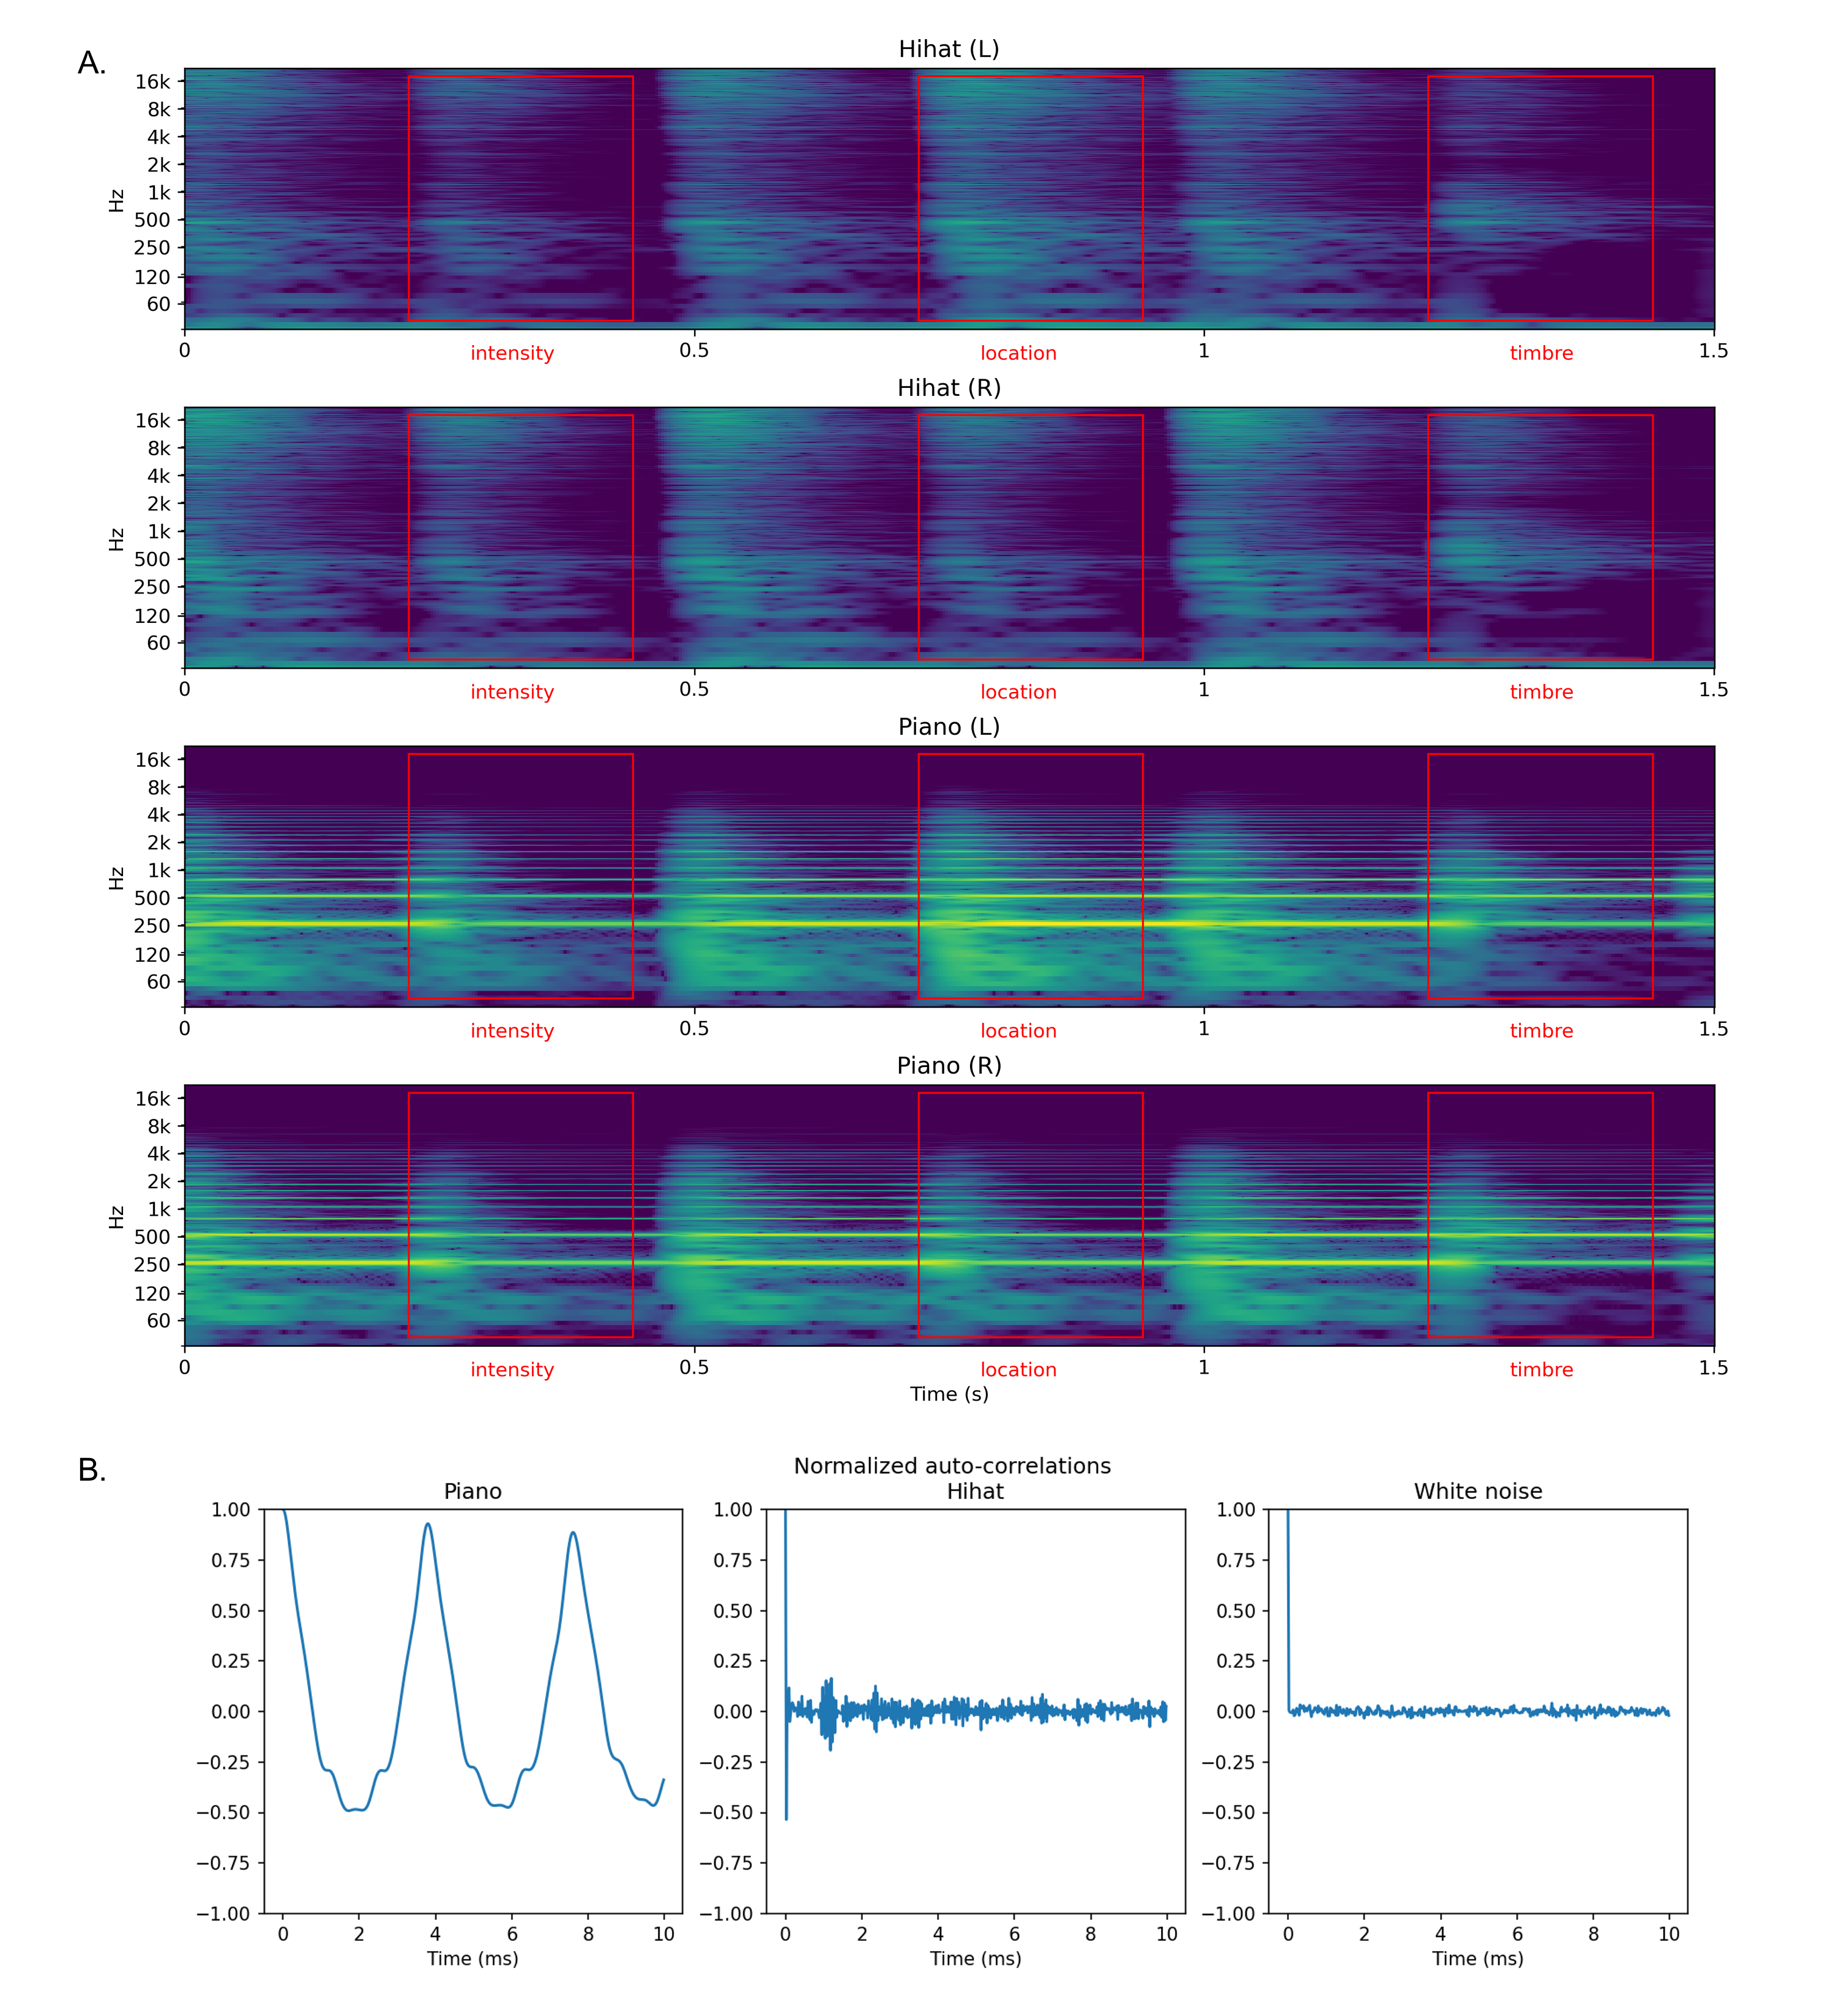 A.
Hihat (L)
16k
8k
4k
2k
1k
500
250
120
60
Hz
0 0.5 1 1.5
intensity location timbre
Hihat (R)
16k
8k
4k
2k
1k
500
250
120
60
Hz
0 0.5 1 1.5
intensity location timbre
Piano (L)
16k
8k
4k
2k
1k
500
250
120
60
Hz
0 0.5 1 1.5
intensity location timbre
Piano (R)
16k
8k
4k
2k
1k
500
250
120
60
Hz
0 0.5 1 1.5
intensity location timbre
Time (s)
B.
Normalized auto-correlations
Piano
1.00
0.75
0.50
0.25
0.00
−0.25
−0.50
−0.75
−1.00
0 2 4 6 8 10
Time (ms)
Hihat
1.00
0.75
0.50
0.25
0.00
−0.25
−0.50
−0.75
−1.00
0 2 4 6 8 10
Time (ms)
White noise
1.00
0.75
0.50
0.25
0.00
−0.25
−0.50
−0.75
−1.00
0 2 4 6 8 10
Time (ms)